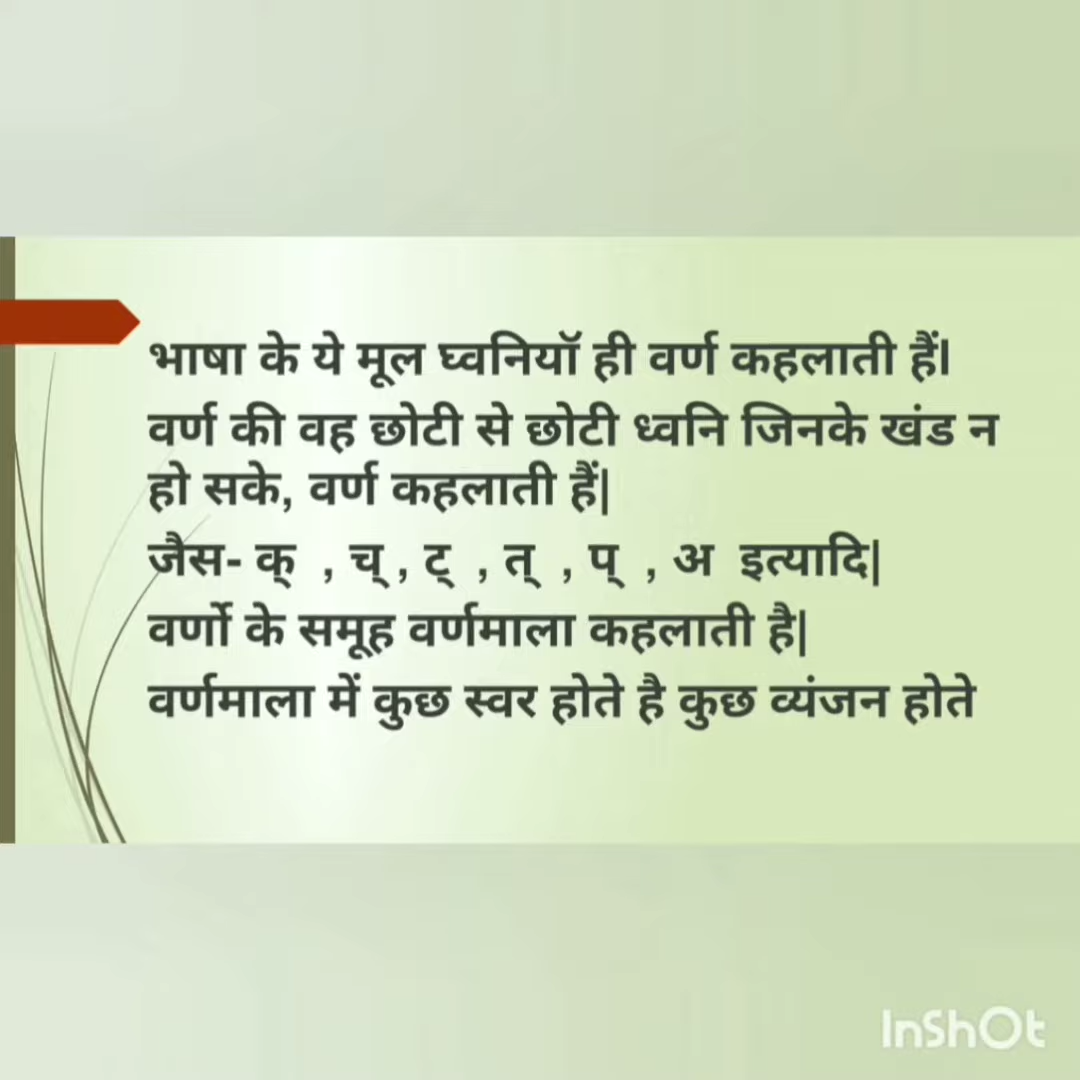 भाषा के ये मूल घ्वनियॉ ही वर्ण कहलाती हैंI
वर्ण की वह छोटी से छोटी ध्वनि जिनके खंड न
हो सके, वर्ण कहलाती हैं|
जैस- क् , च् , ट् , त् , प् , अ इत्यादि|
वर्णो के समूह वर्णमाला कहलाती है|
वर्णमाला में कुछ स्वर होते है कुछ व्यंजन होते
InShOt